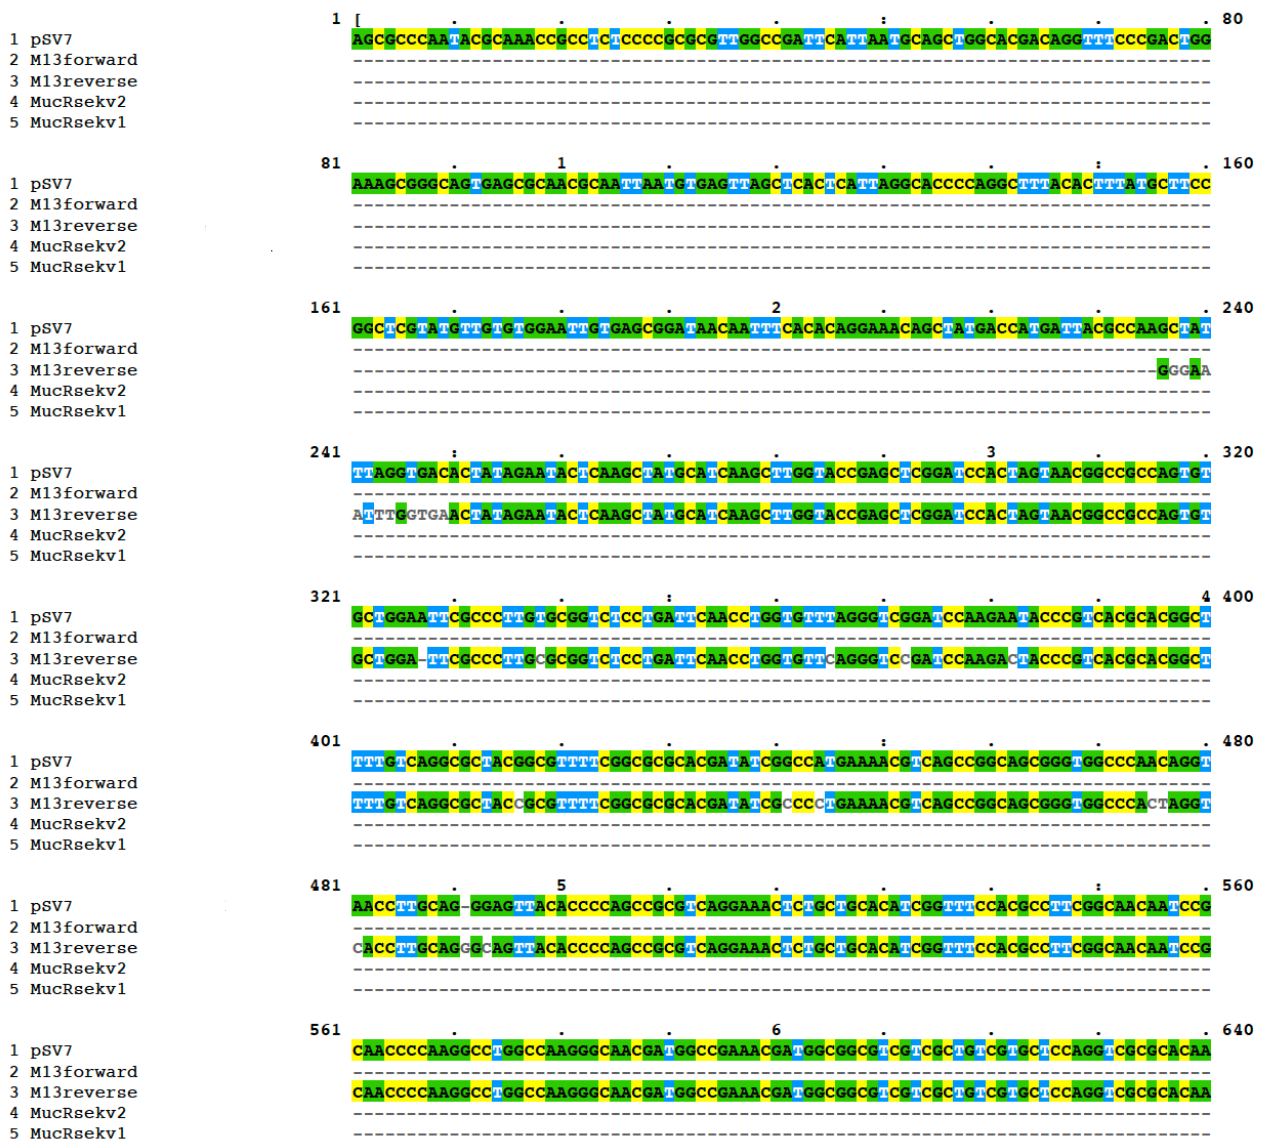 1 [ . . . . : . . . 80
1 pSV7 AGCGCCCAATACGCAAACCGCCTCTCCCCGCGCGTTGGCCGATTCATTAATGCAGCTGGCACGACAGGTTTCCCGACTGG
2 M13forward --------------------------------------------------------------------------------
3 M13reverse --------------------------------------------------------------------------------
4 MucRsekv2 --------------------------------------------------------------------------------
5 MucRsekv1 --------------------------------------------------------------------------------
81 . 1 . . . . : . 160
1 pSV7 AAAGCGGGCAGTGAGCGCAACGCAATTAATGTGAGTTAGCTCACTCATTAGGCACCCCAGGCTTTACACTTTATGCTTCC
2 M13forward --------------------------------------------------------------------------------
3 M13reverse --------------------------------------------------------------------------------
4 MucRsekv2 --------------------------------------------------------------------------------
5 MucRsekv1 --------------------------------------------------------------------------------
161 . . . 2 . . . . 240
1 pSV7 GGCTCGTATGTTGTGTGGAATTGTGAGCGGATAACAATTTCACACAGGAAACAGCTATGACCATGATTACGCCAAGCTAT
2 M13forward --------------------------------------------------------------------------------
3 M13reverse ---------------------------------------------------------------------------GGGAA
4 MucRsekv2 --------------------------------------------------------------------------------
5 MucRsekv1 --------------------------------------------------------------------------------
241 : . . . . 3 . . 320
1 pSV7 TTAGGTGACACTATAGAATACTCAAGCTATGCATCAAGCTTGGTACCGAGCTCGGATCCACTAGTAACGGCCGCCAGTGT
2 M13forward --------------------------------------------------------------------------------
3 M13reverse ATTTGGTGAACTATAGAATACTCAAGCTATGCATCAAGCTTGGTACCGAGCTCGGATCCACTAGTAACGGCCGCCAGTGT
4 MucRsekv2 --------------------------------------------------------------------------------
5 MucRsekv1 --------------------------------------------------------------------------------
321 . . : . . . . 4 400
1 pSV7 GCTGGAATTCGCCCTTGTGCGGTCTCCTGATTCAACCTGGTGTTTAGGGTCGGATCCAAGAATACCCGTCACGCACGGCT
2 M13forward --------------------------------------------------------------------------------
3 M13reverse GCTGGA-TTCGCCCTTGCGCGGTCTCCTGATTCAACCTGGTGTTCAGGGTCCGATCCAAGACTACCCGTCACGCACGGCT
4 MucRsekv2 --------------------------------------------------------------------------------
5 MucRsekv1 --------------------------------------------------------------------------------
401 . . . . : . . . 480
1 pSV7 TTTGTCAGGCGCTACGGCGTTTTCGGCGCGCACGATATCGGCCATGAAAACGTCAGCCGGCAGCGGGTGGCCCAACAGGT
2 M13forward --------------------------------------------------------------------------------
3 M13reverse TTTGTCAGGCGCTACCGCGTTTTCGGCGCGCACGATATCGCCCCTGAAAACGTCAGCCGGCAGCGGGTGGCCCACTAGGT
4 MucRsekv2 --------------------------------------------------------------------------------
5 MucRsekv1 --------------------------------------------------------------------------------
481 . 5 . . . . : . 560
1 pSV7 AACCTTGCAG-GGAGTTACACCCCAGCCGCGTCAGGAAACTCTGCTGCACATCGGTTTCCACGCCTTCGGCAACAATCCG
2 M13forward --------------------------------------------------------------------------------
3 M13reverse CACCTTGCAGGGCAGTTACACCCCAGCCGCGTCAGGAAACTCTGCTGCACATCGGTTTCCACGCCTTCGGCAACAATCCG
4 MucRsekv2 --------------------------------------------------------------------------------
5 MucRsekv1 --------------------------------------------------------------------------------
561 . . . 6 . . . . 640
1 pSV7 CAACCCCAAGGCCTGGCCAAGGGCAACGATGGCCGAAACGATGGCGGCGTCGTCGCTGTCGTGCTCCAGGTCGCGCACAA
2 M13forward --------------------------------------------------------------------------------
3 M13reverse CAACCCCAAGGCCTGGCCAAGGGCAACGATGGCCGAAACGATGGCGGCGTCGTCGCTGTCGTGCTCCAGGTCGCGCACAA
4 MucRsekv2 --------------------------------------------------------------------------------
5 MucRsekv1 --------------------------------------------------------------------------------